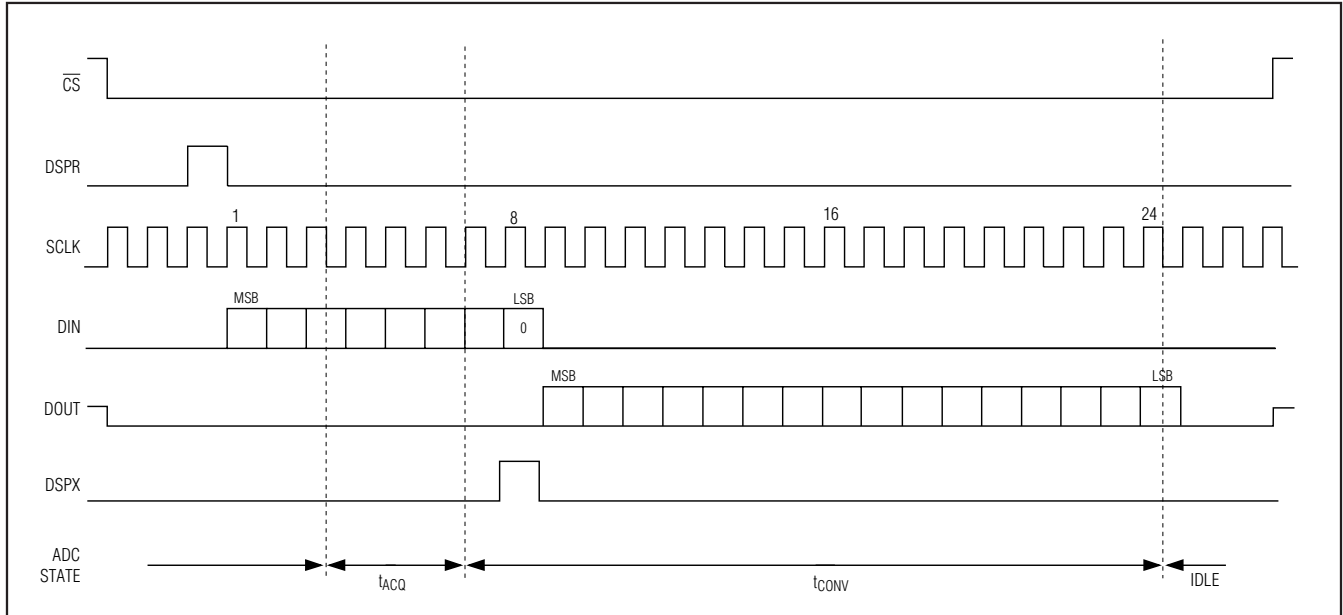 C̅S̅
DSPR
1
8
16
24
SCLK
MSB
LSB
DIN
0
MSB
LSB
DOUT
DSPX
ADC
STATE
tACQ
tCONV
IDLE